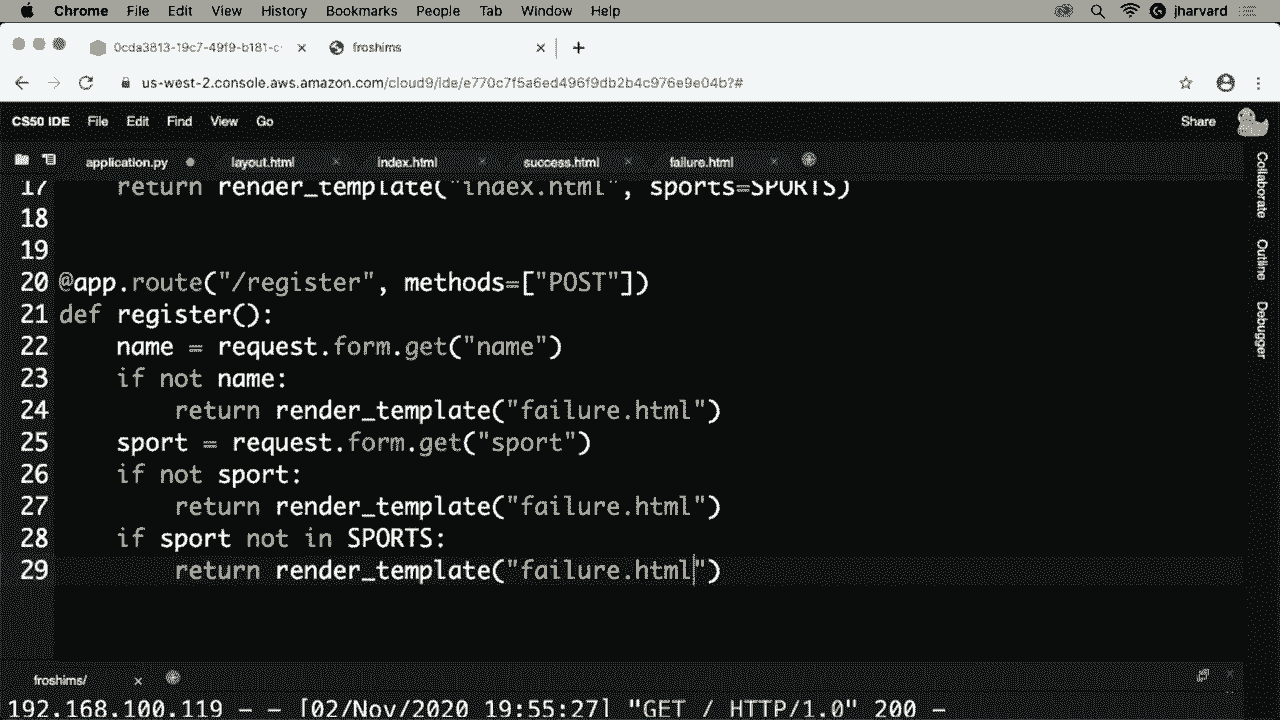 Chrome File Edit View History Bookmarks People Tab Window Help jharvard
0cda3813-19c7-49f9-b181-c froshims
us-west-2.console.aws.amazon.com/cloud9/ide/e770c7f5a6ed496f9db2b4c976e9e04b?#
CS50 IDE File Edit Find View Go Share
application.py layout.html index.html success.html failure.html
17 return render_template("index.html", sports=SPORTS)
18
19
20 @app.route("/register", methods=["POST"])
21 def register():
22 name = request.form.get("name")
23 if not name:
24 return render_template("failure.html")
25 sport = request.form.get("sport")
26 if not sport:
27 return render_template("failure.html")
28 if sport not in SPORTS:
29 return render_template("failure.html")
Collaborate
Outline
Debugger
froshims/
192.168.100.119 - - [02/Nov/2020 19:55:27] "GET / HTTP/1.0" 200 -